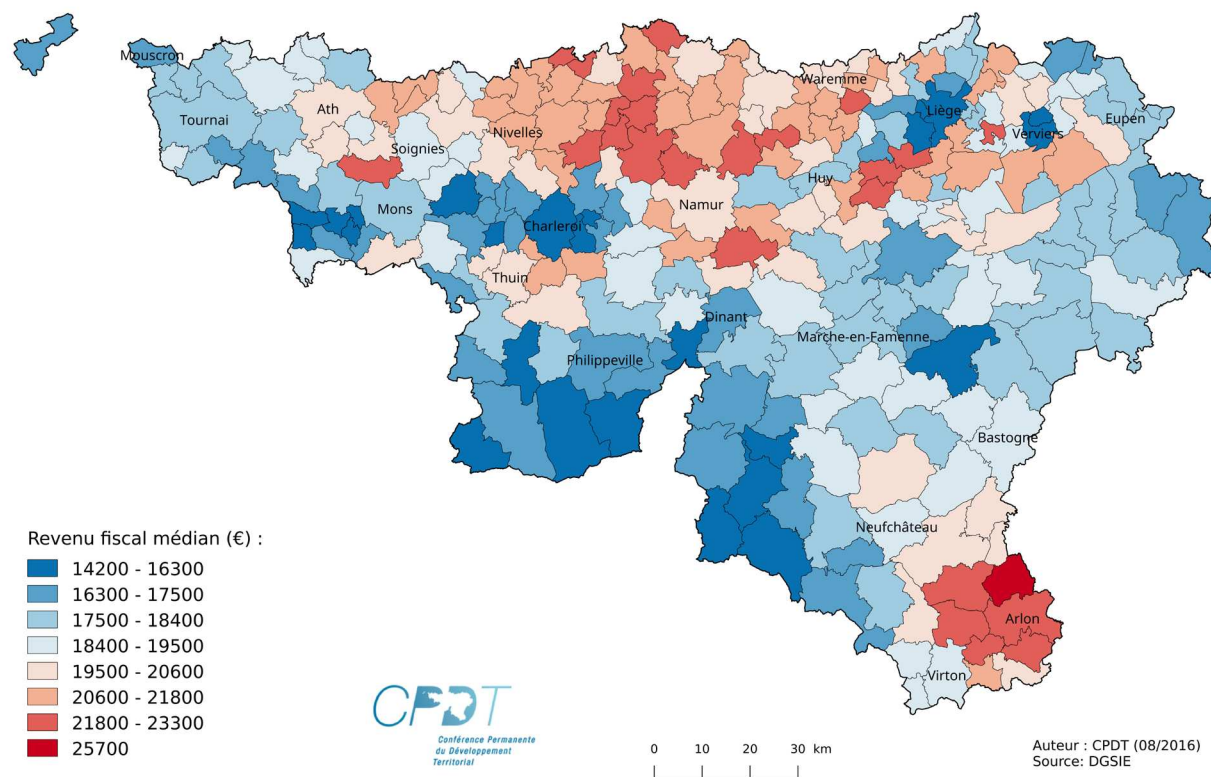 Mouscron
Tournai
Ath
Soignies
Nivelles
Waremme
Liège
Verviers
Eupen
Mons
Charleroi
Namur
Huy
Thuin
Dinant
Philippeville
Marche-en-Famenne
Bastogne
Neufchâteau
Arlon
Virton
Revenu fiscal médian (€) :
14200 - 16300
16300 - 17500
17500 - 18400
18400 - 19500
19500 - 20600
20600 - 21800
21800 - 23300
25700
CPDT
Conférence Permanente
du Développement
Territorial
0 10 20 30 km
Auteur : CPDT (08/2016)
Source: DGSIE